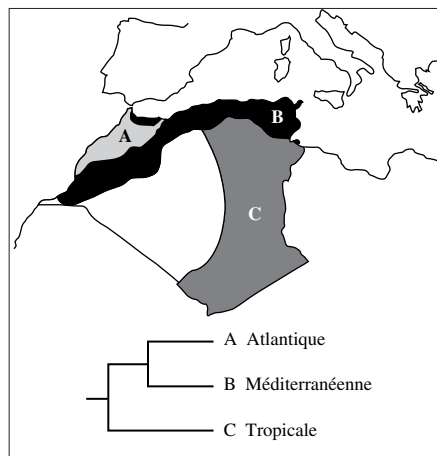 A
B
C
A Atlantique
B Méditerranéenne
C Tropicale